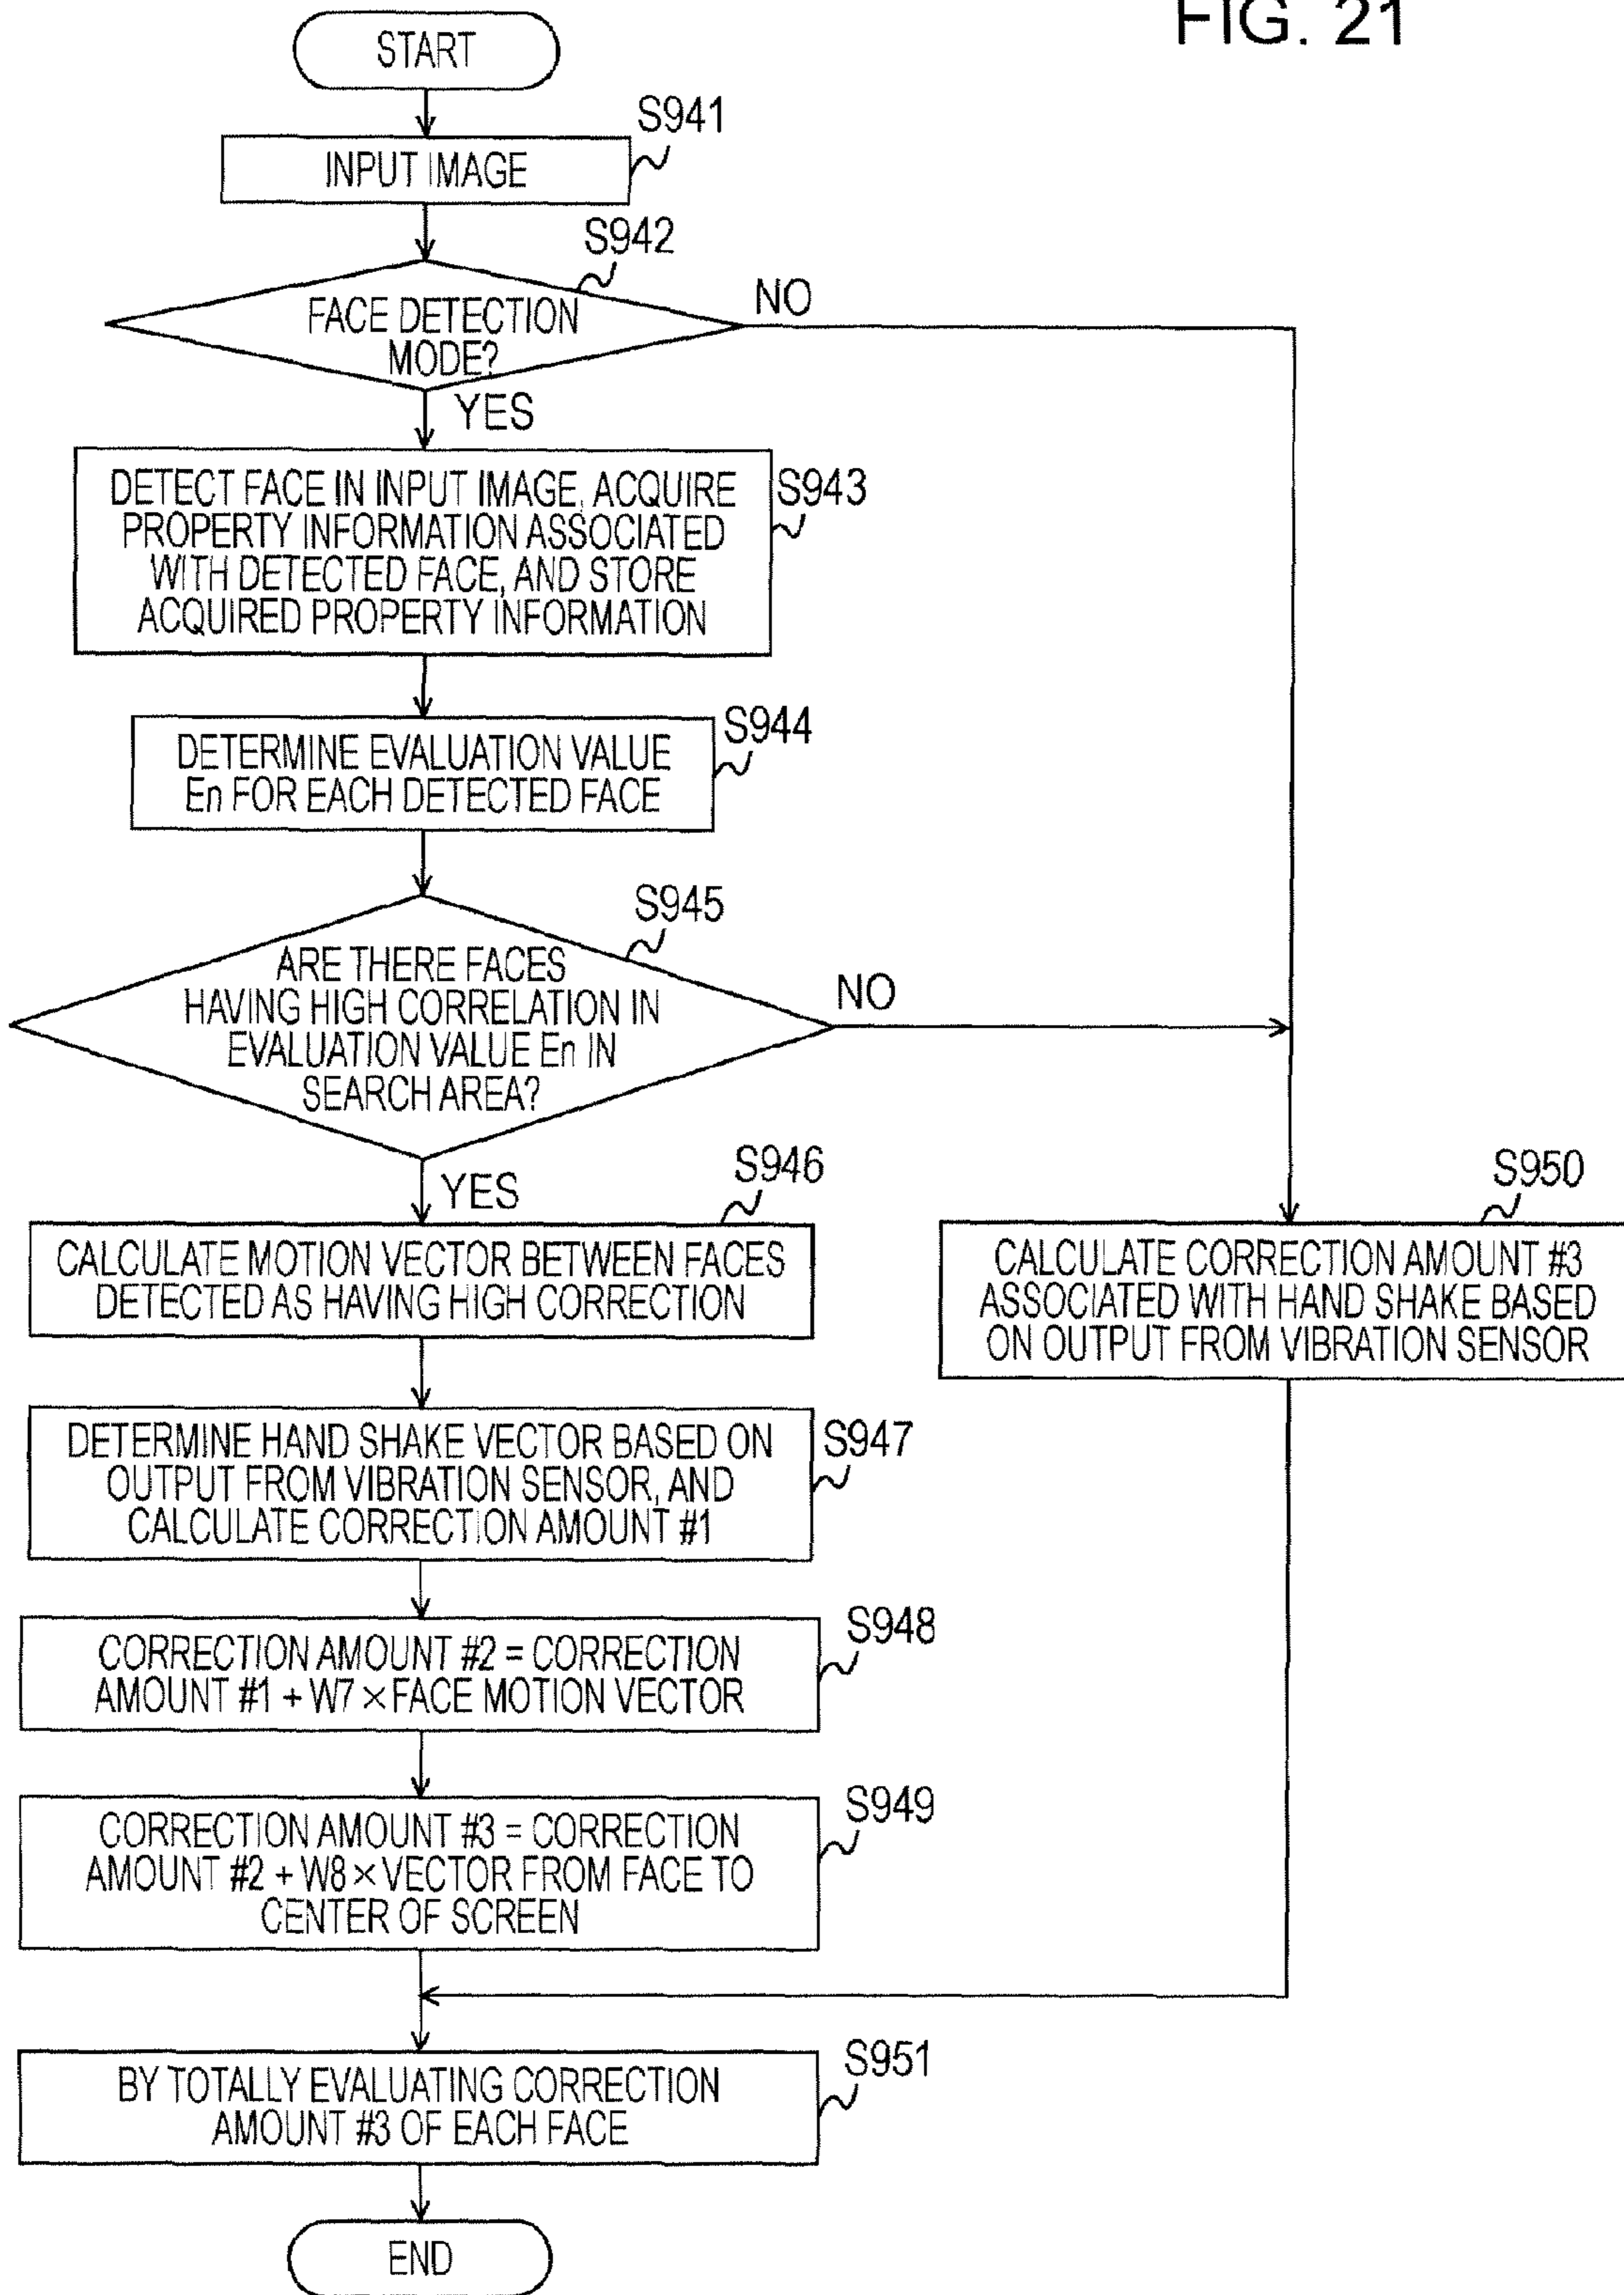 FIG. 21
START
S941
INPUT IMAGE
S942
FACE DETECTION
MODE?
NO
YES
S943
DETECT FACE IN INPUT IMAGE, ACQUIRE
PROPERTY INFORMATION ASSOCIATED
WITH DETECTED FACE, AND STORE
ACQUIRED PROPERTY INFORMATION
S944
DETERMINE EVALUATION VALUE
En FOR EACH DETECTED FACE
S945
ARE THERE FACES
HAVING HIGH CORRELATION IN
EVALUATION VALUE En IN
SEARCH AREA?
NO
YES
S946
CALCULATE MOTION VECTOR BETWEEN FACES
DETECTED AS HAVING HIGH CORRECTION
S950
CALCULATE CORRECTION AMOUNT #3
ASSOCIATED WITH HAND SHAKE BASED
ON OUTPUT FROM VIBRATION SENSOR
S947
DETERMINE HAND SHAKE VECTOR BASED ON
OUTPUT FROM VIBRATION SENSOR, AND
CALCULATE CORRECTION AMOUNT #1
S948
CORRECTION AMOUNT #2 = CORRECTION
AMOUNT #1 + W7 × FACE MOTION VECTOR
S949
CORRECTION AMOUNT #3 = CORRECTION
AMOUNT #2 + W8 × VECTOR FROM FACE TO
CENTER OF SCREEN
S951
BY TOTALLY EVALUATING CORRECTION
AMOUNT #3 OF EACH FACE
END